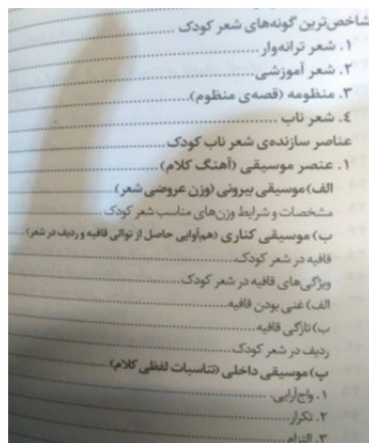 شاخص‌ترین گونه‌های شعر کودک
۱. شعر ترانه‌وار
۲. شعر آموزشی
۳. منظومه (قصه‌ی منظوم)
۴. شعر ناب
عناصر سازنده‌ی شعر ناب کودک
۱. عنصر موسیقی (آهنگ کلام)
الف) موسیقی بیرونی (وزن عروضی شعر)
مشخصات و شرایط وزن‌های مناسب شعر کودک
ب) موسیقی کناری (هم‌آوایی حاصل از توالی قافیه و ردیف در شعر)
قافیه در شعر کودک
ویژگی‌های قافیه در شعر کودک
الف) غنی بودن قافیه
ب) تازگی قافیه
ردیف در شعر کودک
پ) موسیقی داخلی (تناسبات لفظی کلام)
۱. واج‌آرایی
۲. تکرار
۳. التزام